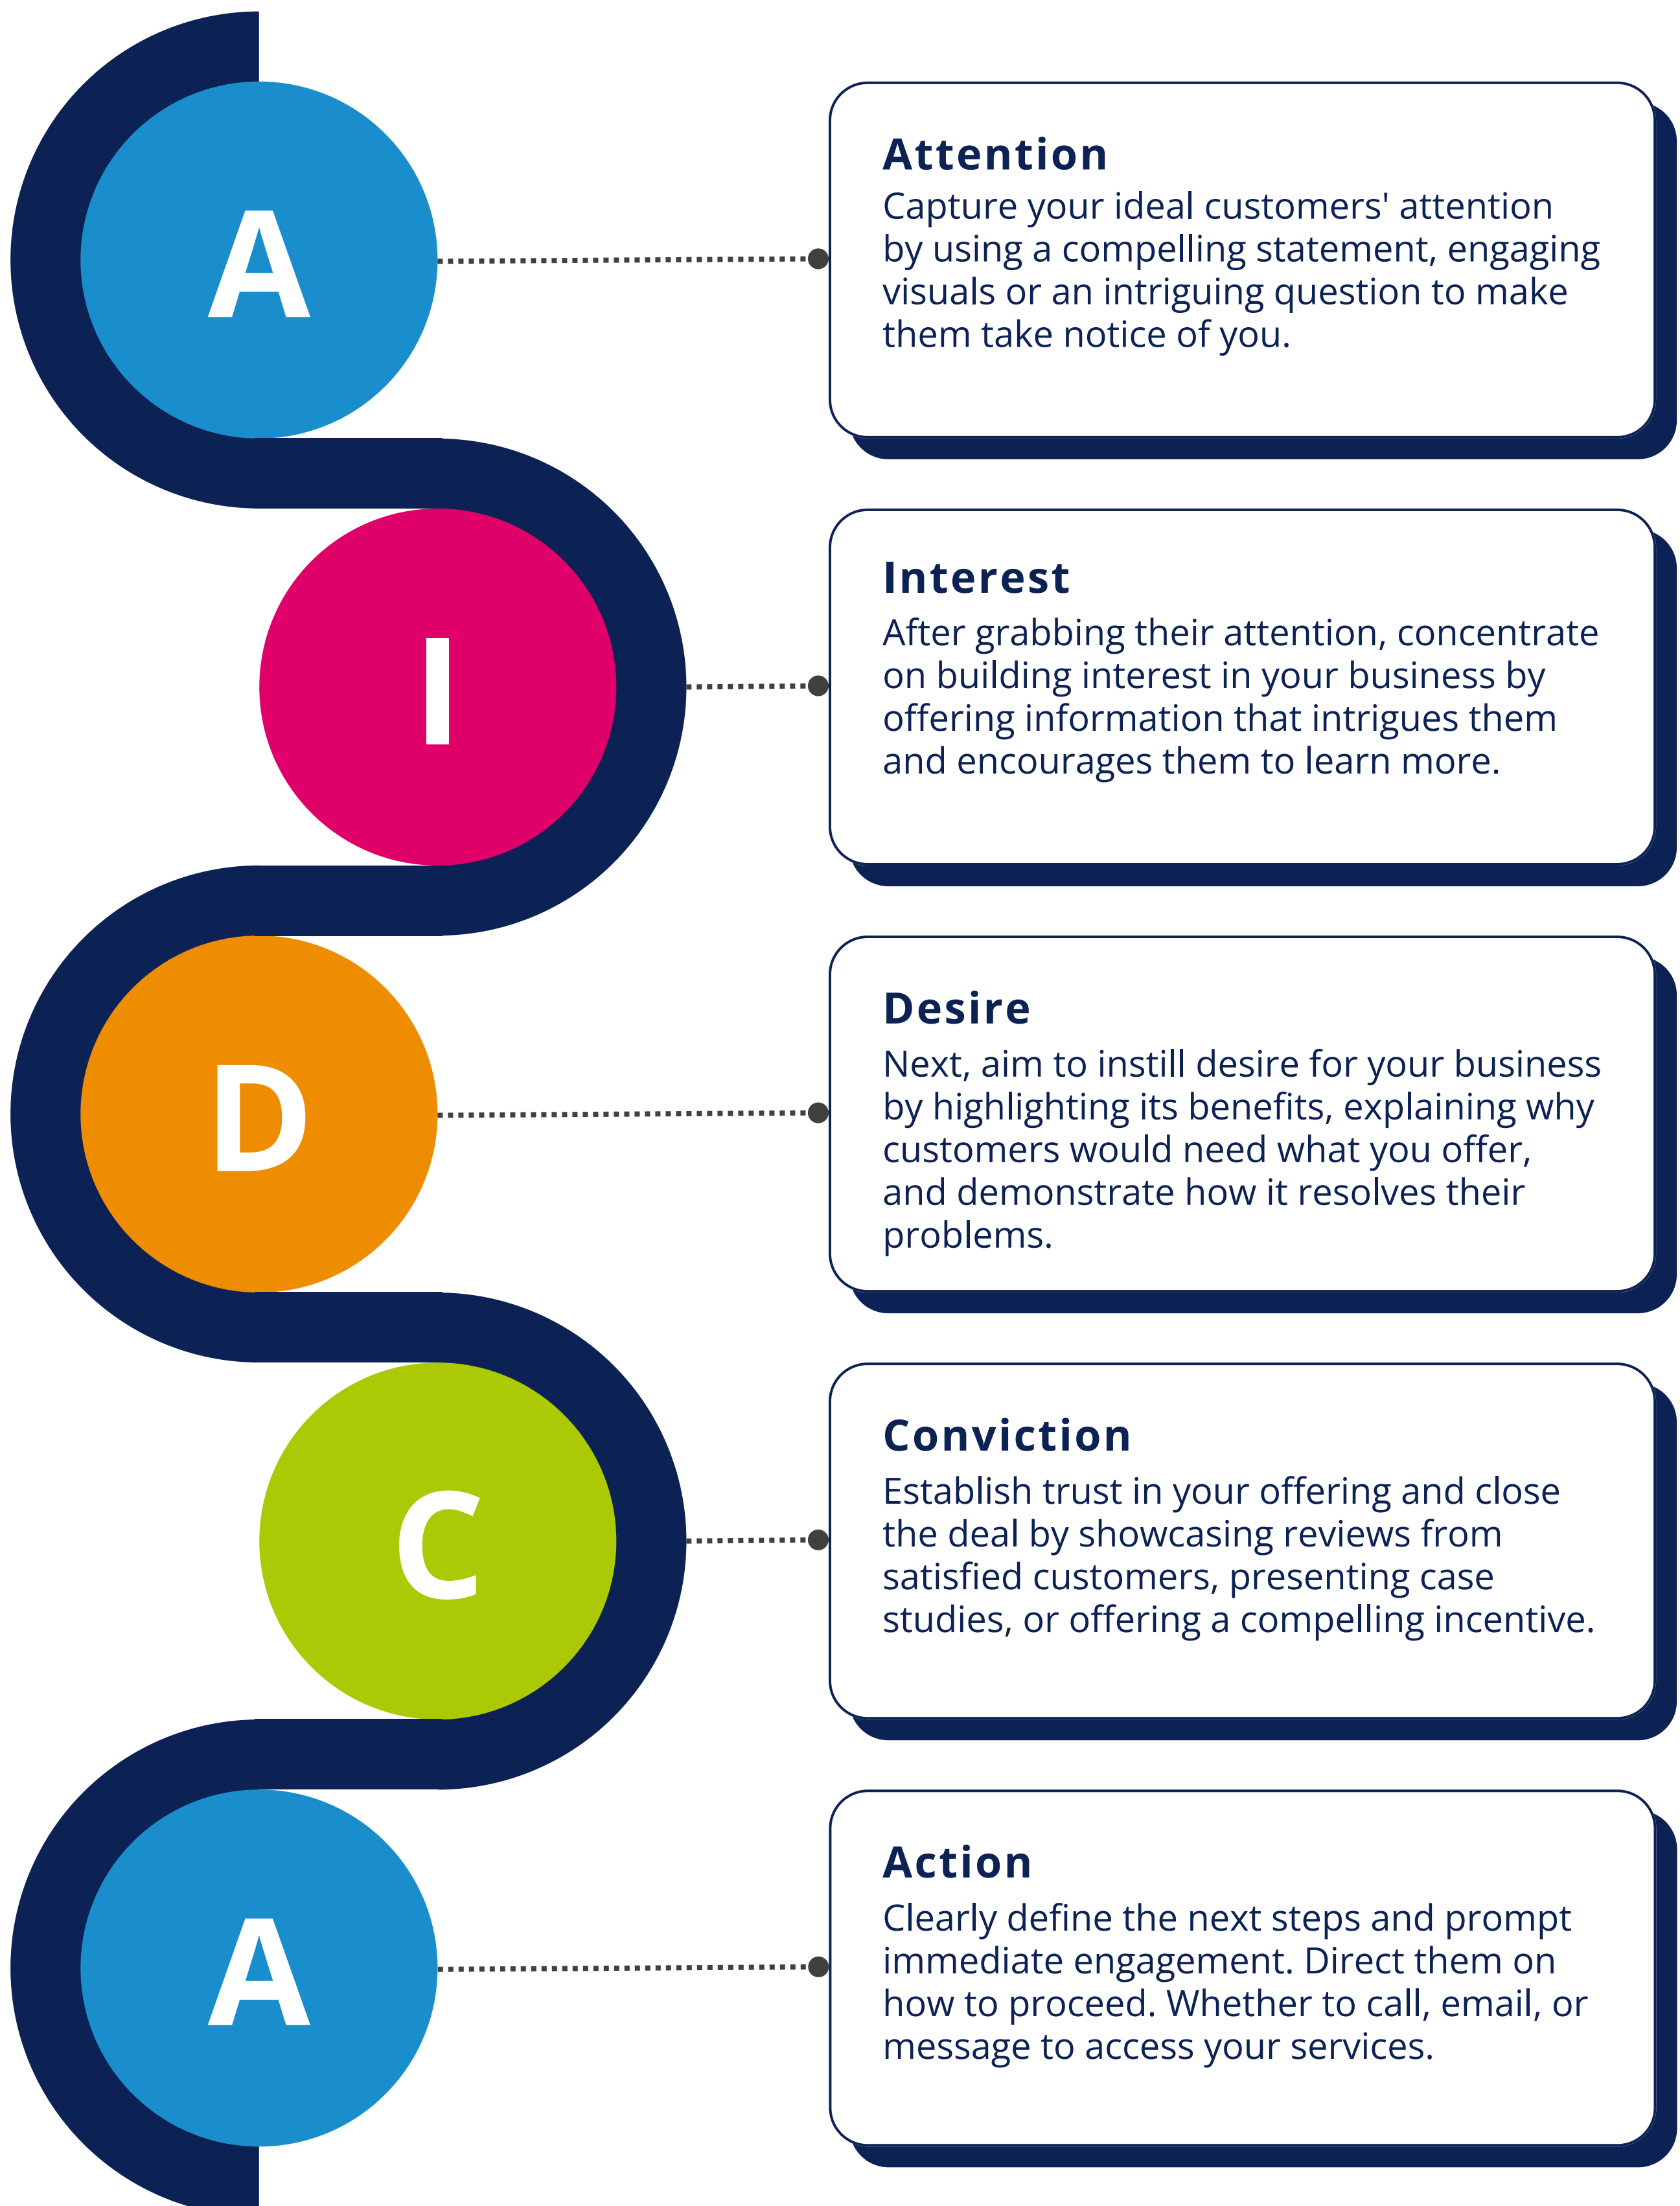 A
Attention
Capture your ideal customers' attention
by using a compelling statement, engaging
visuals or an intriguing question to make
them take notice of you.
I
Interest
After grabbing their attention, concentrate
on building interest in your business by
offering information that intrigues them
and encourages them to learn more.
D
Desire
Next, aim to instill desire for your business
by highlighting its benefits, explaining why
customers would need what you offer,
and demonstrate how it resolves their
problems.
C
Conviction
Establish trust in your offering and close
the deal by showcasing reviews from
satisfied customers, presenting case
studies, or offering a compelling incentive.
A
Action
Clearly define the next steps and prompt
immediate engagement. Direct them on
how to proceed. Whether to call, email, or
message to access your services.